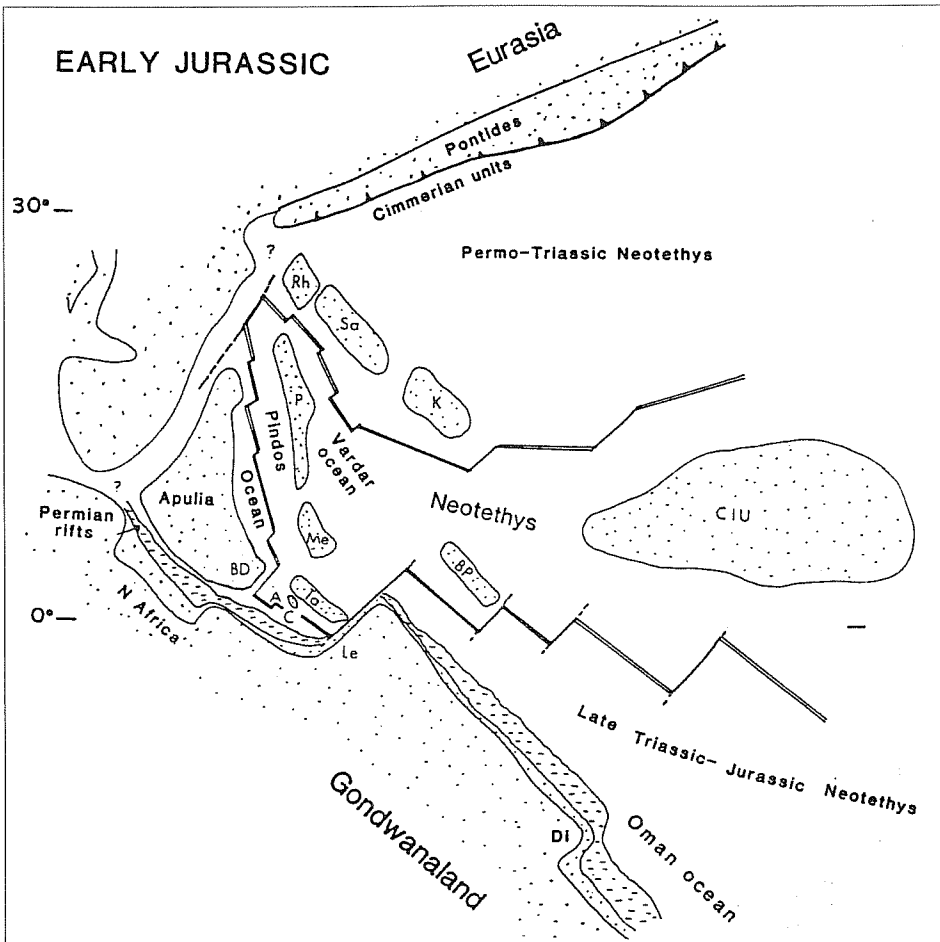 EARLY JURASSIC
Eurasia
Pontides
Cimmerian units
30°
Permo-Triassic Neotethys
?
Rh
Sa
K
P
Pindos
Ocean
Vardar
ocean
Neotethys
CIU
?
Apulia
Permian
rifts
Me
BP
BD
A
Ta
C
N Africa
0°
Le
Late Triassic- Jurassic Neotethys
Gondwanaland
DI
Oman ocean